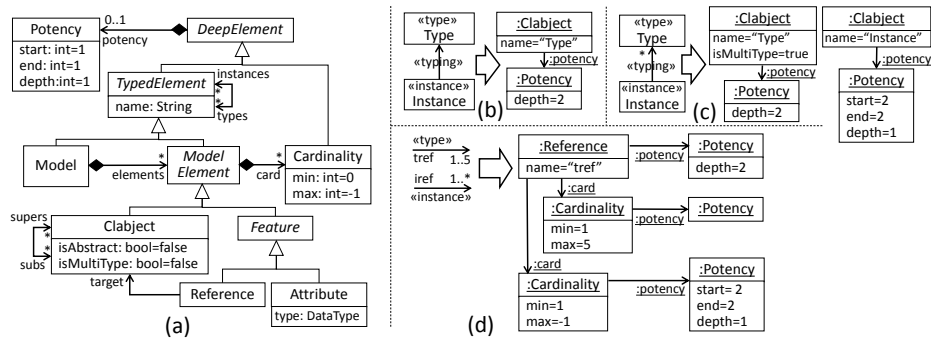 Potency
start: int=1
end: int=1
depth:int=1
0..1
potency
DeepElement
TypedElement
name: String
instances
*
*
types
Model
*
elements
Model
Element
*
card
Cardinality
min: int=0
max: int=-1
supers
*
*
subs
Clabject
isAbstract: bool=false
isMultiType: bool=false
target
Feature
Reference
Attribute
type: DataType
(a)
«type»
Type
«typing»
«instance»
Instance
:Clabject
name=“Type”
:potency
:Potency
depth=2
(b)
«type»
Type
*
«typing»
«instance»
Instance
:Clabject
name=“Type”
isMultiType=true
:potency
:Potency
depth=2
:Clabject
name=“Instance”
:potency
:Potency
start=2
end=2
depth=1
(c)
«type»
tref 1..5
iref 1..*
«instance»
:Reference
name=“tref”
:potency
:Potency
depth=2
:card
:Cardinality
min=1
max=5
:potency
:Potency
:card
:Cardinality
min=1
max=-1
:potency
:Potency
start= 2
end=2
depth=1
(d)